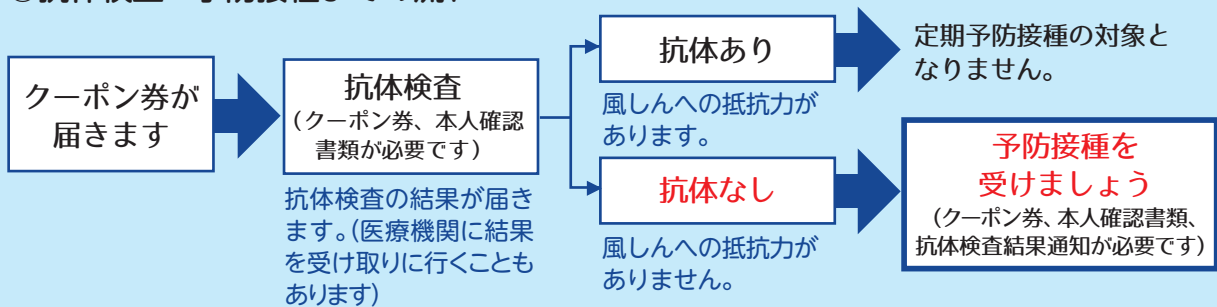 クーポン券が
届きます
抗体検査
（クーポン券、本人確認
書類が必要です）
抗体検査の結果が届き
ます。（医療機関に結果
を受け取りに行くことも
あります）
抗体あり
風しんへの抵抗力が
あります。
定期予防接種の対象と
なりません。
抗体なし
風しんへの抵抗力が
ありません。
予防接種を
受けましょう
（クーポン券、本人確認書類、
抗体検査結果通知が必要です）